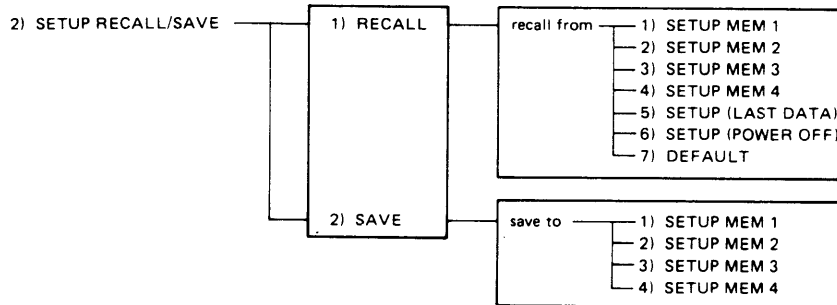 2) SETUP RECALL/SAVE
1) RECALL
recall from
1) SETUP MEM 1
2) SETUP MEM 2
3) SETUP MEM 3
4) SETUP MEM 4
5) SETUP (LAST DATA)
6) SETUP (POWER OFF)
7) DEFAULT
2) SAVE
save to
1) SETUP MEM 1
2) SETUP MEM 2
3) SETUP MEM 3
4) SETUP MEM 4